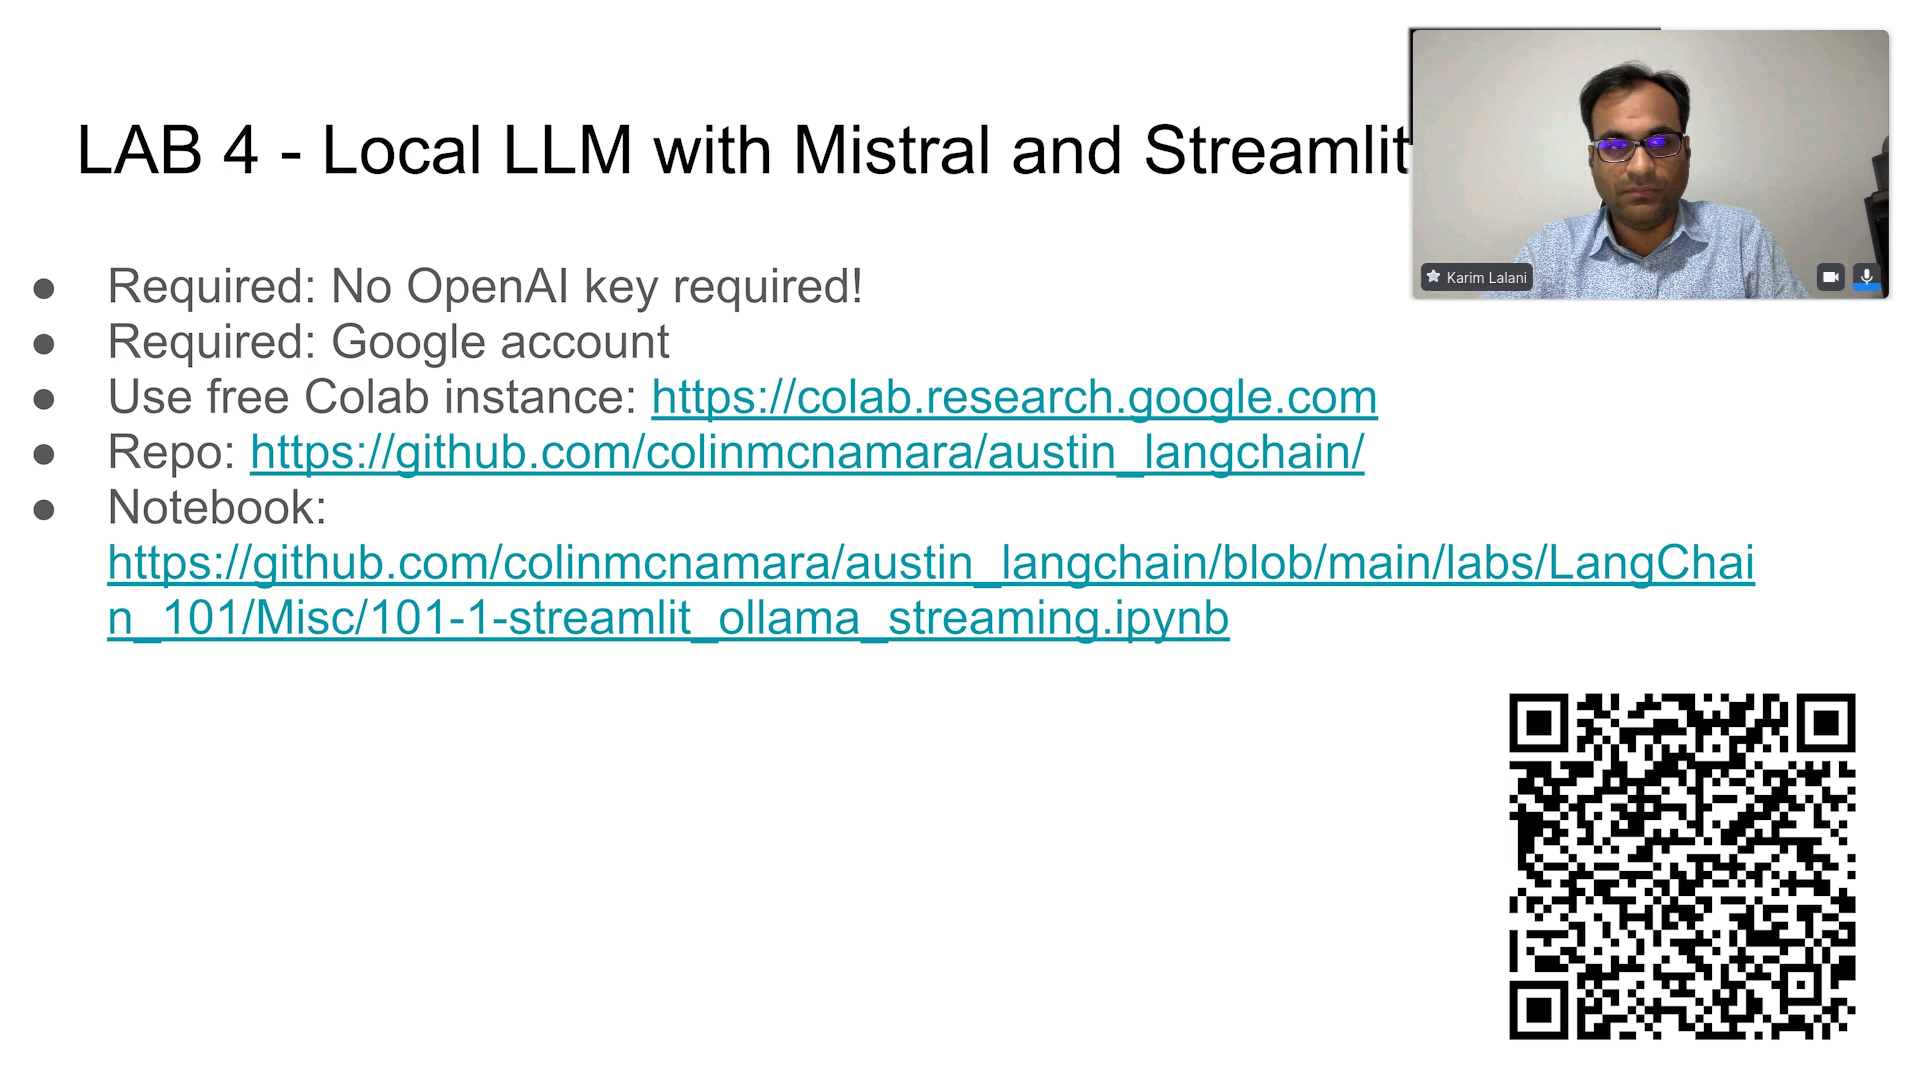 LAB 4 - Local LLM with Mistral and Streamlit
Karim Lalani
● Required: No OpenAI key required!
● Required: Google account
● Use free Colab instance: https://colab.research.google.com
● Repo: https://github.com/colinmcnamara/austin_langchain/
● Notebook:
https://github.com/colinmcnamara/austin_langchain/blob/main/labs/LangChai
n_101/Misc/101-1-streamlit_ollama_streaming.ipynb